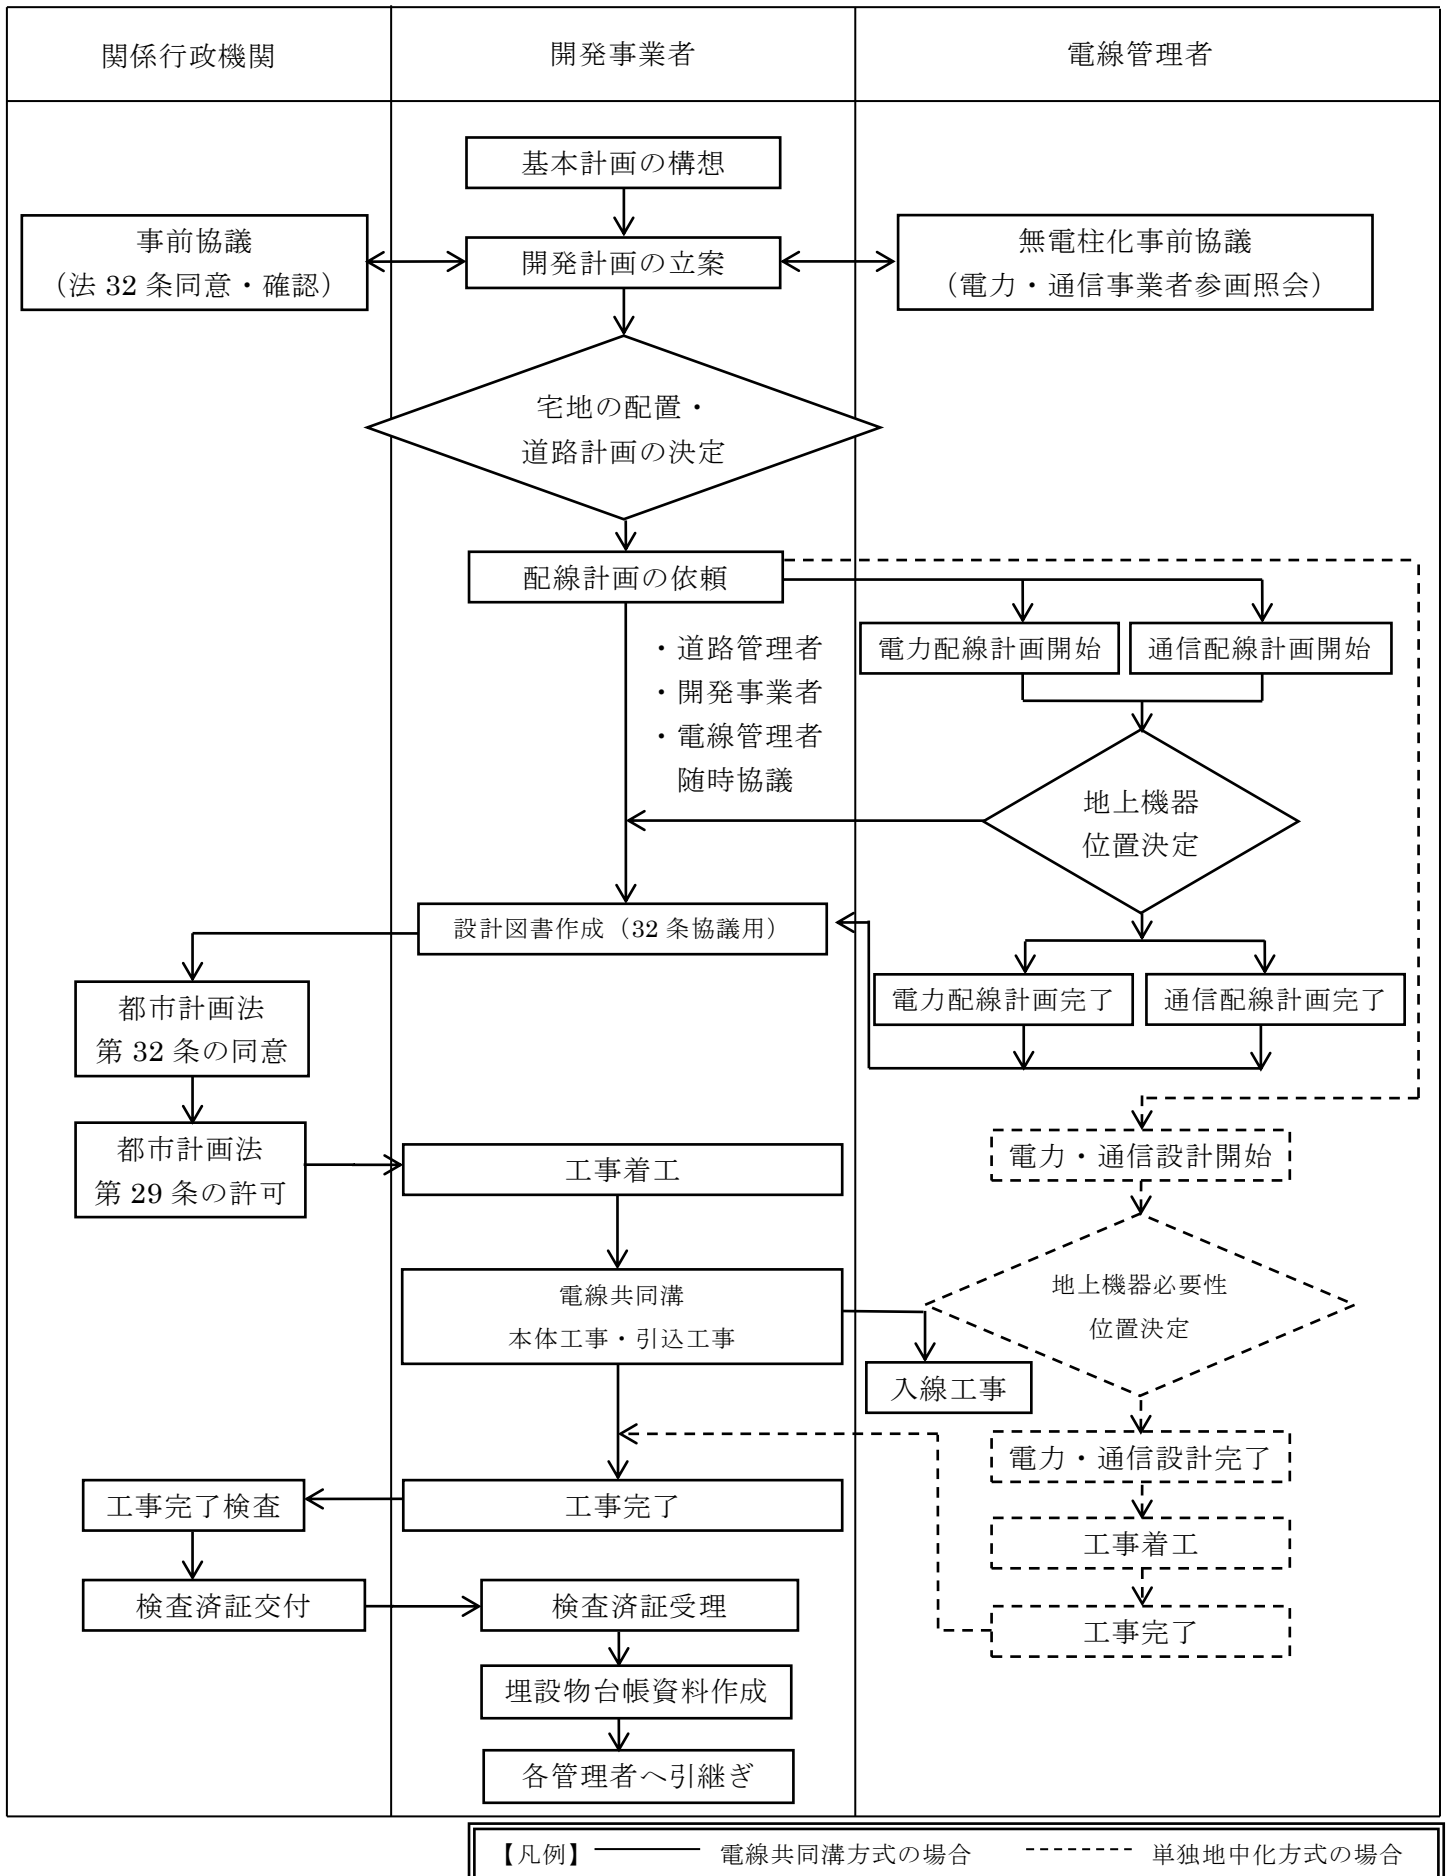 関係行政機関
開発事業者
電線管理者
基本計画の構想
事前協議
（法 32 条同意・確認）
開発計画の立案
無電柱化事前協議
（電力・通信事業者参画照会）
宅地の配置・
道路計画の決定
配線計画の依頼
・道路管理者
・開発事業者
・電線管理者
随時協議
電力配線計画開始
通信配線計画開始
地上機器
位置決定
設計図書作成（32 条協議用）
電力配線計画完了
通信配線計画完了
都市計画法
第 32 条の同意
都市計画法
第 29 条の許可
工事着工
電力・通信設計開始
電線共同溝
本体工事・引込工事
地上機器必要性
位置決定
入線工事
電力・通信設計完了
工事完了検査
工事完了
工事着工
検査済証交付
検査済証受理
工事完了
埋設物台帳資料作成
各管理者へ引継ぎ
【凡例】 電線共同溝方式の場合 単独地中化方式の場合